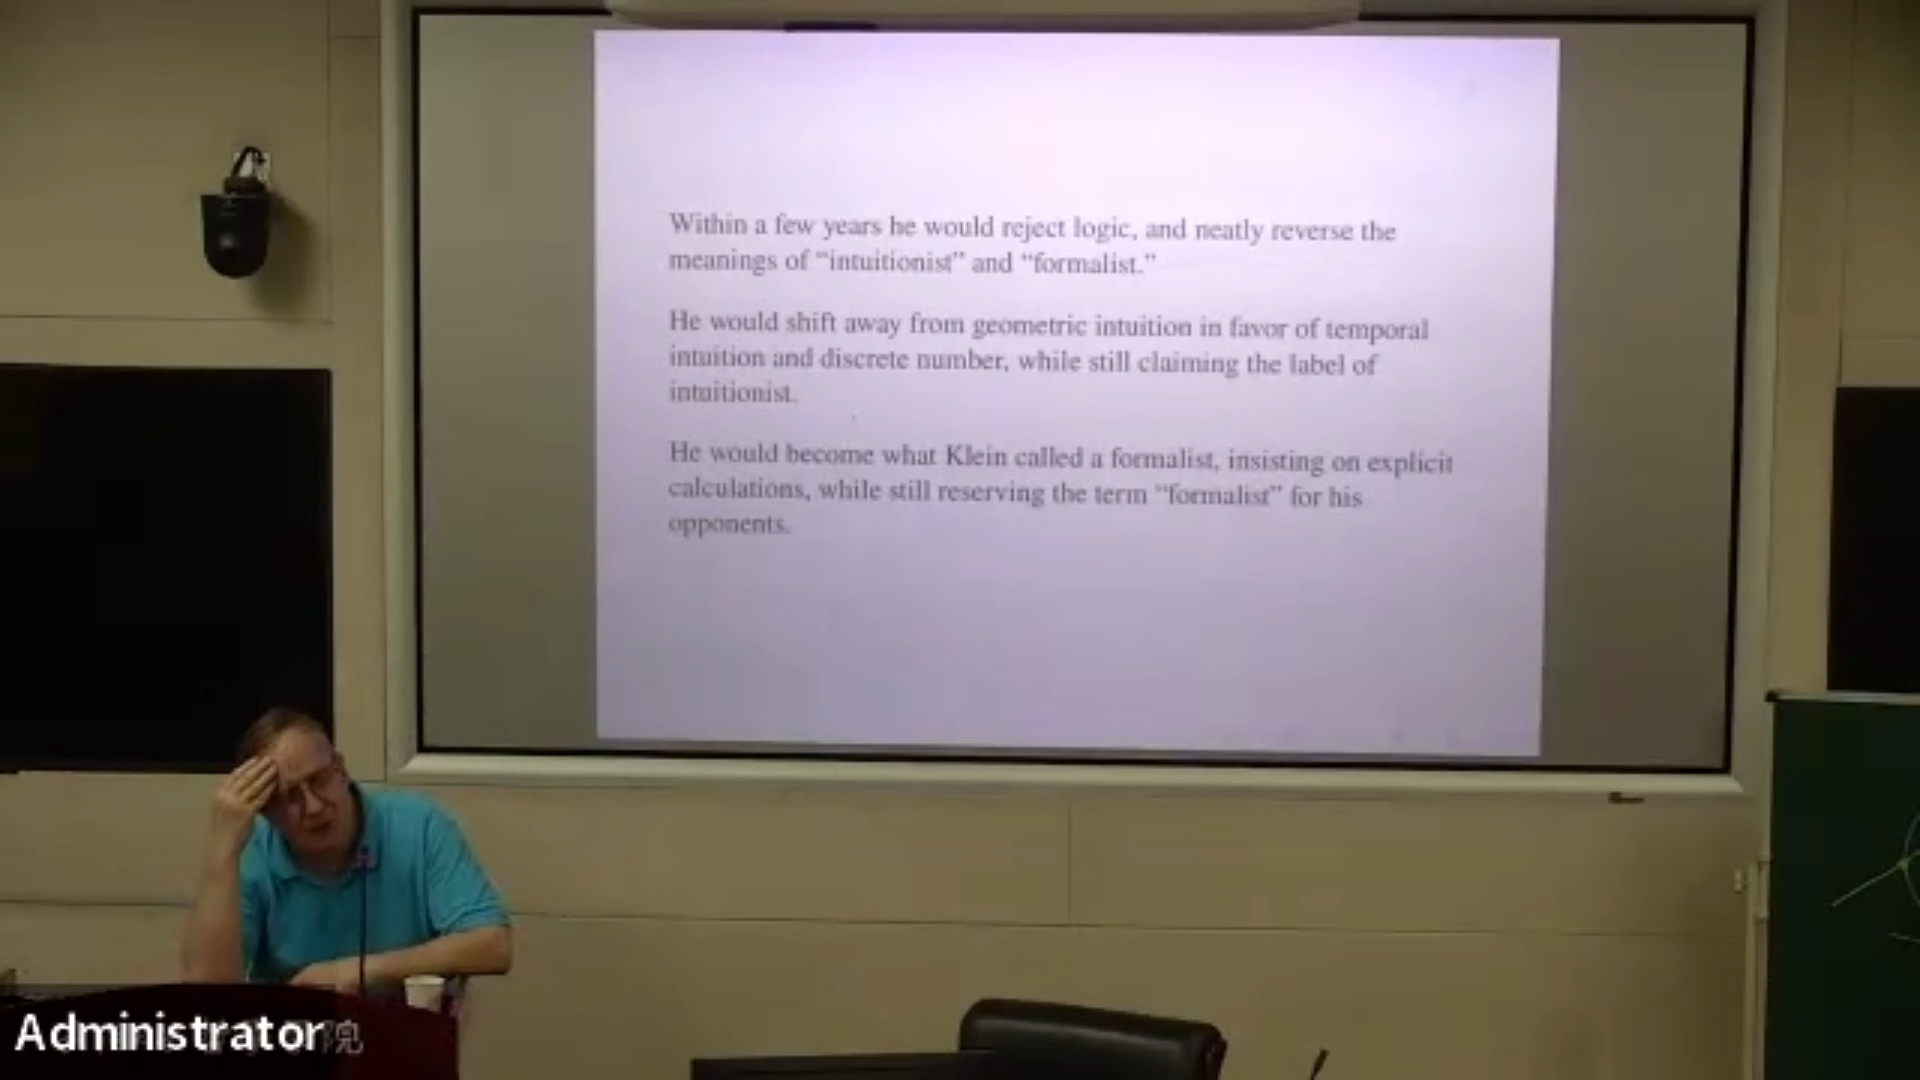 Within a few years he would reject logic, and neatly reverse the
meanings of “intuitionist” and “formalist.”
He would shift away from geometric intuition in favor of temporal
intuition and discrete number, while still claiming the label of
intuitionist.
He would become what Klein called a formalist, insisting on explicit
calculations, while still reserving the term “formalist” for his
opponents.
Administrator